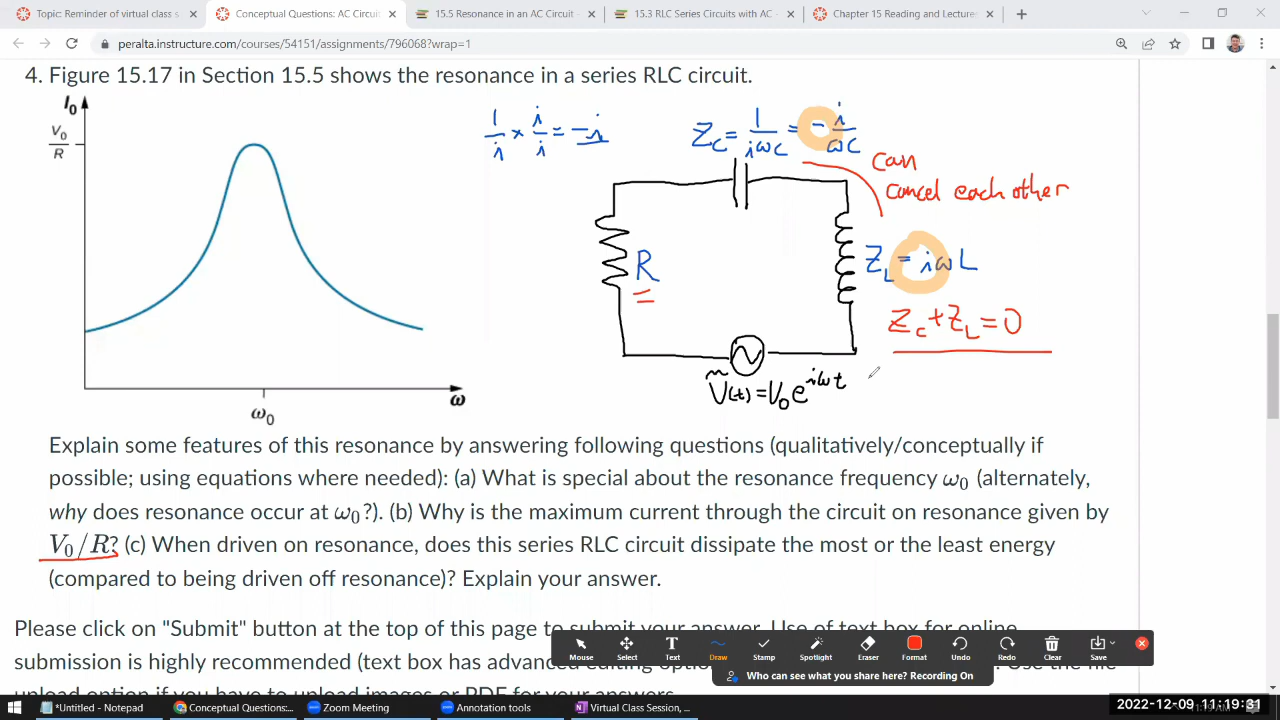 Topic: Reminder of virtual class s
Conceptual Questions: AC Circuit
15.5 Resonance in an AC Circuit -
15.3 RLC Series Circuits with AC -
Chapter 15 Reading and Lecture
peralta.instructure.com/courses/54151/assignments/796068?wrap=1
4. Figure 15.17 in Section 15.5 shows the resonance in a series RLC circuit.
I₀
V₀/R
ω₀
ω
1/i × i/i = -i
Z_C = 1/iωC = -i/ωC
can
cancel each other
R
Z_L = iωL
Z_C + Z_L = 0
Ṽ(t) = V₀e^{iωt}
Explain some features of this resonance by answering following questions (qualitatively/conceptually if
possible; using equations where needed): (a) What is special about the resonance frequency ω₀ (alternately,
why does resonance occur at ω₀?). (b) Why is the maximum current through the circuit on resonance given by
V₀/R? (c) When driven on resonance, does this series RLC circuit dissipate the most or the least energy
(compared to being driven off resonance)? Explain your answer.
Please click on "Submit" button at the top of this page to submit your answer. Use of text box for online
submission is highly recommended (text box has advanced
Mouse
Select
Text
Draw
Stamp
Spotlight
Eraser
Format
Undo
Redo
Clear
Save
Who can see what you share here? Recording On
*Untitled - Notepad
Conceptual Questions:...
Zoom Meeting
Annotation tools
Virtual Class Session, ...
2022-12-09 11:19:31